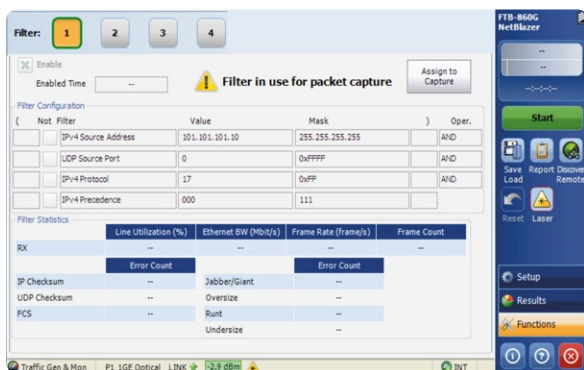 FTB-860G
NetBlazer
Filter: 1 2 3 4
Enable
Enabled Time --
Filter in use for packet capture
Assign to
Capture
Filter Configuration
( Not Filter Value Mask ) Oper.
IPv4 Source Address 101.101.101.10 255.255.255.255 AND
UDP Source Port 0 0xFFFF AND
IPv4 Protocol 17 0xFF AND
IPv4 Precedence 000 111
Filter Statistics
Line Utilization (%) Ethernet BW (Mbit/s) Frame Rate (frame/s) Frame Count
RX -- -- -- --
Error Count Error Count
IP Checksum -- Jabber/Giant --
UDP Checksum -- Oversize --
FCS -- Runt --
Undersize --
--
--
--:--:--
Start
Save
Load
Report
Discover
Remote
Reset
Laser
Setup
Results
Functions
Traffic Gen & Mon P1 1GE Optical LINK -2.9 dBm INT